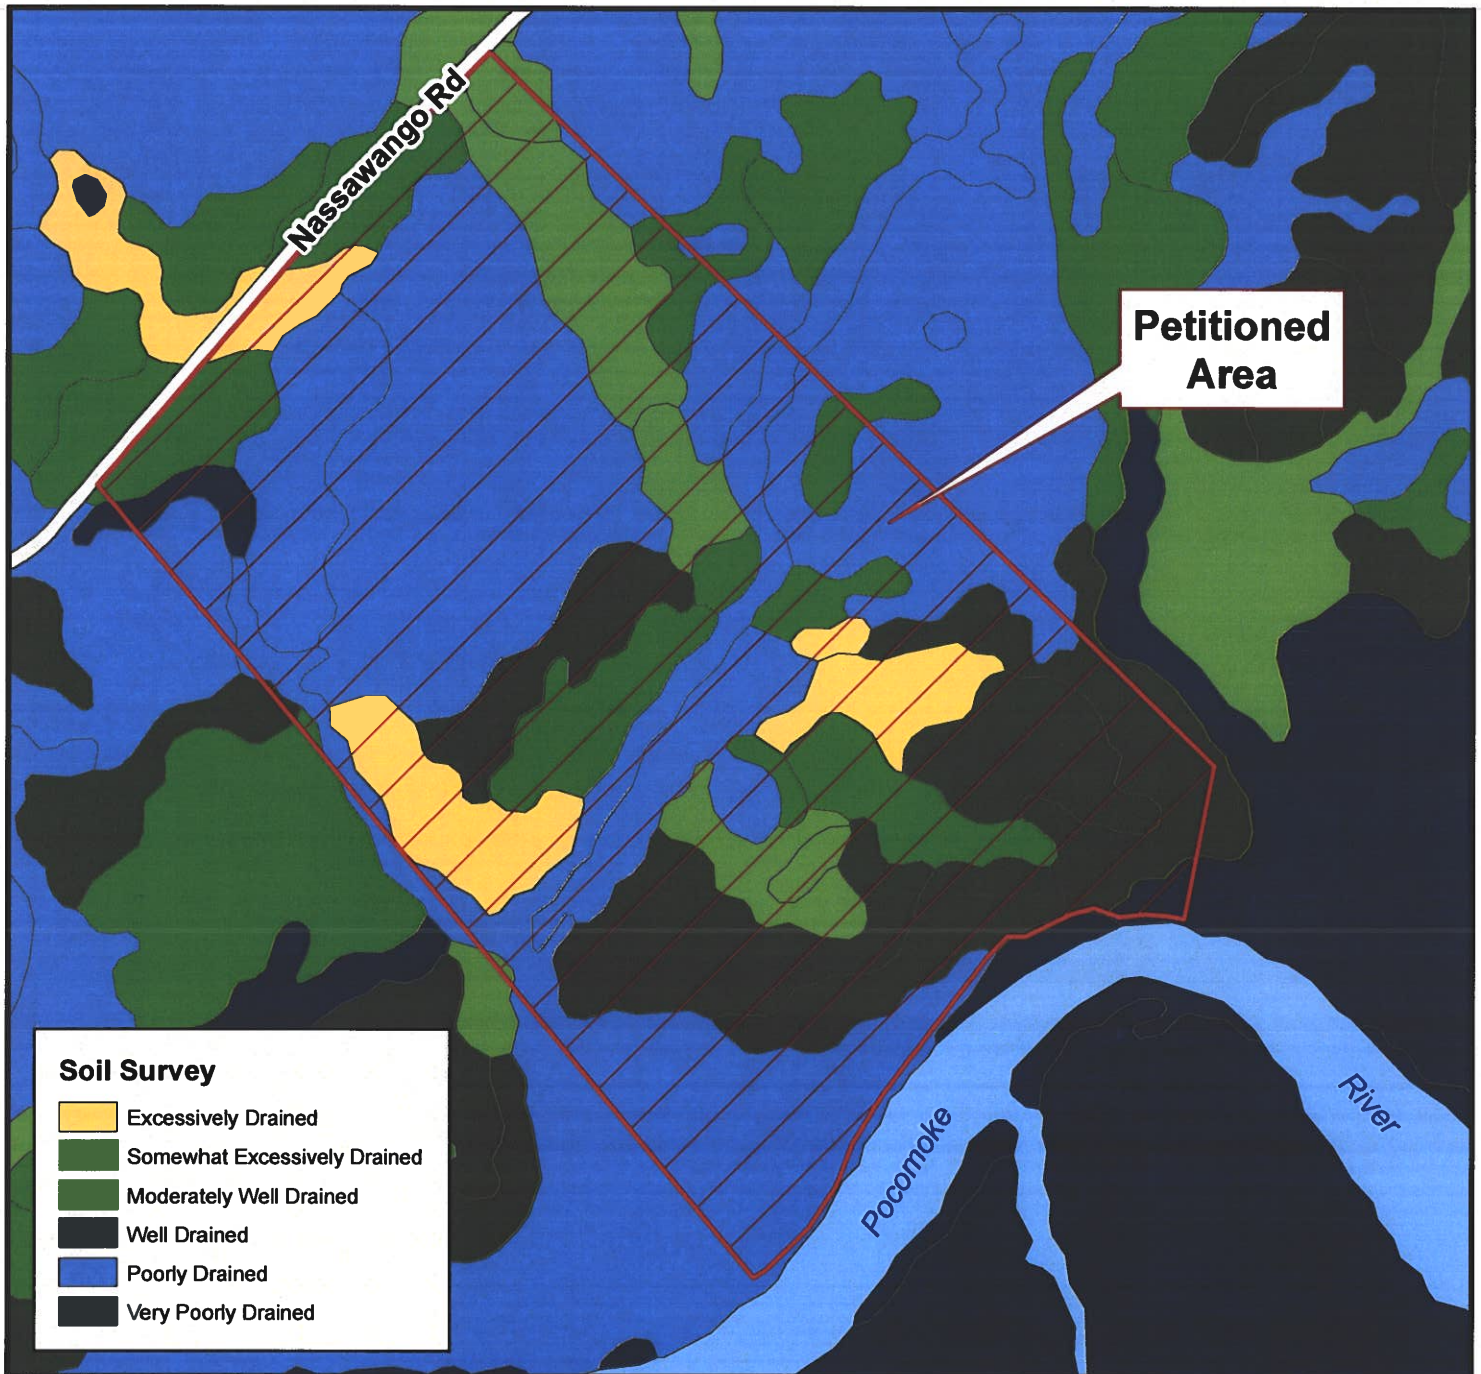 Nassawango Rd
Petitioned
Area
Soil Survey
Excessively Drained
Somewhat Excessively Drained
Moderately Well Drained
Well Drained
Poorly Drained
Very Poorly Drained
Pocomoke
River